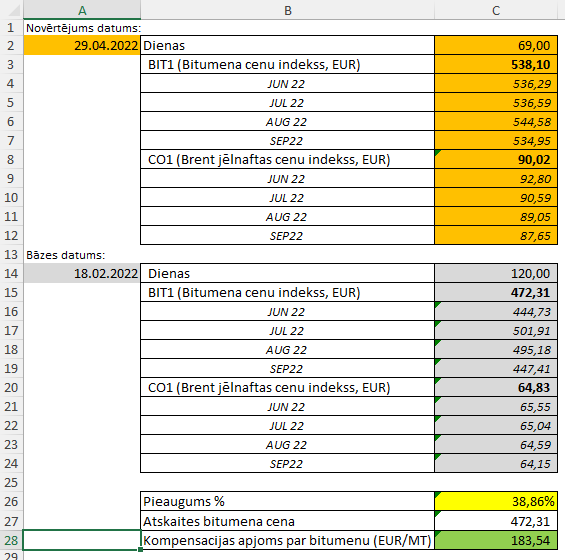 A B C
1 Novērtējums datums:
2 29.04.2022 Dienas 69,00
3 BIT1 (Bitumena cenu indekss, EUR) 538,10
4 JUN 22 536,29
5 JUL 22 536,59
6 AUG 22 544,58
7 SEP22 534,95
8 CO1 (Brent jēlnaftas cenu indekss, EUR) 90,02
9 JUN 22 92,80
10 JUL 22 90,59
11 AUG 22 89,05
12 SEP22 87,65
13 Bāzes datums:
14 18.02.2022 Dienas 120,00
15 BIT1 (Bitumena cenu indekss, EUR) 472,31
16 JUN 22 444,73
17 JUL 22 501,91
18 AUG 22 495,18
19 SEP22 447,41
20 CO1 (Brent jēlnaftas cenu indekss, EUR) 64,83
21 JUN 22 65,55
22 JUL 22 65,04
23 AUG 22 64,59
24 SEP22 64,15
25
26 Pieaugums % 38,86%
27 Atskaites bitumena cena 472,31
28 Kompensacijas apjoms par bitumenu (EUR/MT) 183,54
29